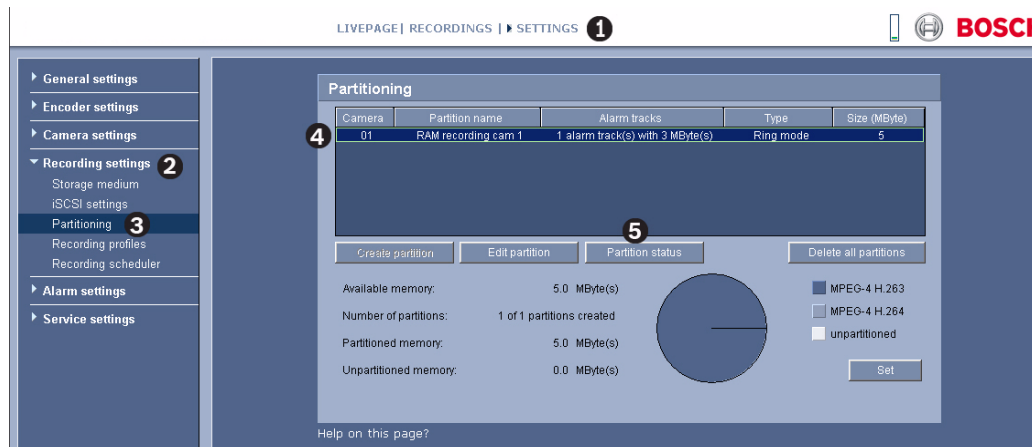 LIVEPAGE| RECORDINGS | SETTINGS 1
BOSCH
General settings
Encoder settings
Camera settings
Recording settings 2
Storage medium
iSCSI settings
Partitioning 3
Recording profiles
Recording scheduler
Alarm settings
Service settings
Partitioning
Camera Partition name Alarm tracks Type Size (MByte)
4 01 RAM recording cam 1 1 alarm track(s) with 3 MByte(s) Ring mode 5
5
Create partition Edit partition Partition status Delete all partitions
Available memory: 5.0 MByte(s)
Number of partitions: 1 of 1 partitions created
Partitioned memory: 5.0 MByte(s)
Unpartitioned memory: 0.0 MByte(s)
MPEG-4 H.263
MPEG-4 H.264
unpartitioned
Set
Help on this page?